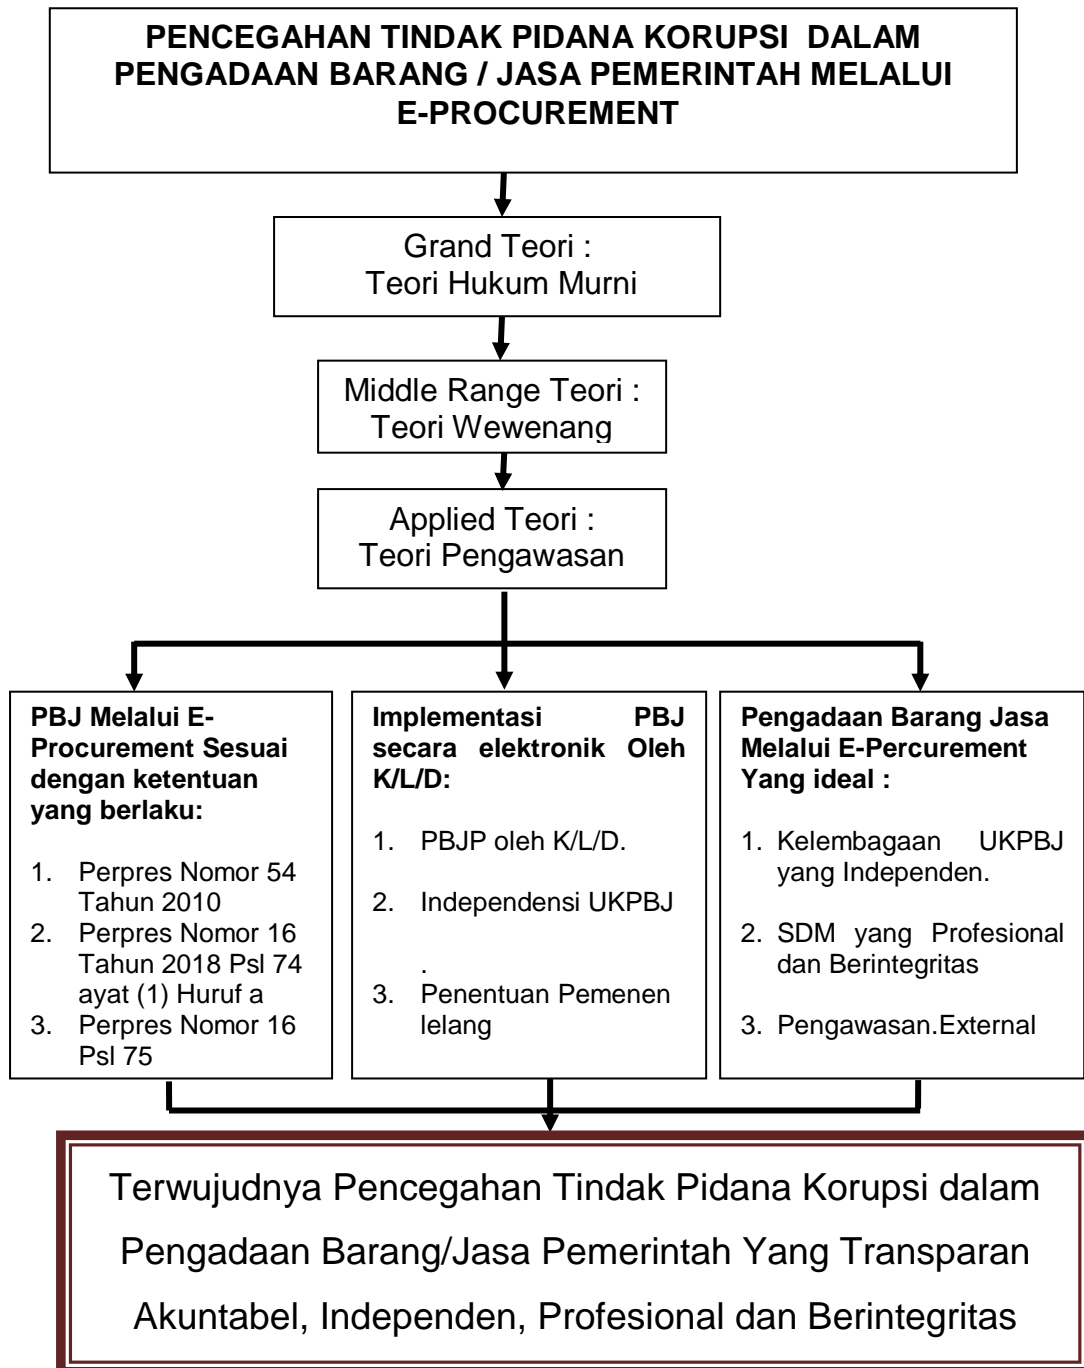 PENCEGAHAN TINDAK PIDANA KORUPSI DALAM
PENGADAAN BARANG / JASA PEMERINTAH MELALUI
E-PROCUREMENT
Grand Teori :
Teori Hukum Murni
Middle Range Teori :
Teori Wewenang
Applied Teori :
Teori Pengawasan
PBJ Melalui E-
Procurement Sesuai
dengan ketentuan
yang berlaku:
1. Perpres Nomor 54
Tahun 2010
2. Perpres Nomor 16
Tahun 2018 Psl 74
ayat (1) Huruf a
3. Perpres Nomor 16
Psl 75
Implementasi PBJ
secara elektronik Oleh
K/L/D:
1. PBJP oleh K/L/D.
2. Independensi UKPBJ
.
3. Penentuan Pemenen
lelang
Pengadaan Barang Jasa
Melalui E-Percurement
Yang ideal :
1. Kelembagaan UKPBJ
yang Independen.
2. SDM yang Profesional
dan Berintegritas
3. Pengawasan.External
Terwujudnya Pencegahan Tindak Pidana Korupsi dalam
Pengadaan Barang/Jasa Pemerintah Yang Transparan
Akuntabel, Independen, Profesional dan Berintegritas